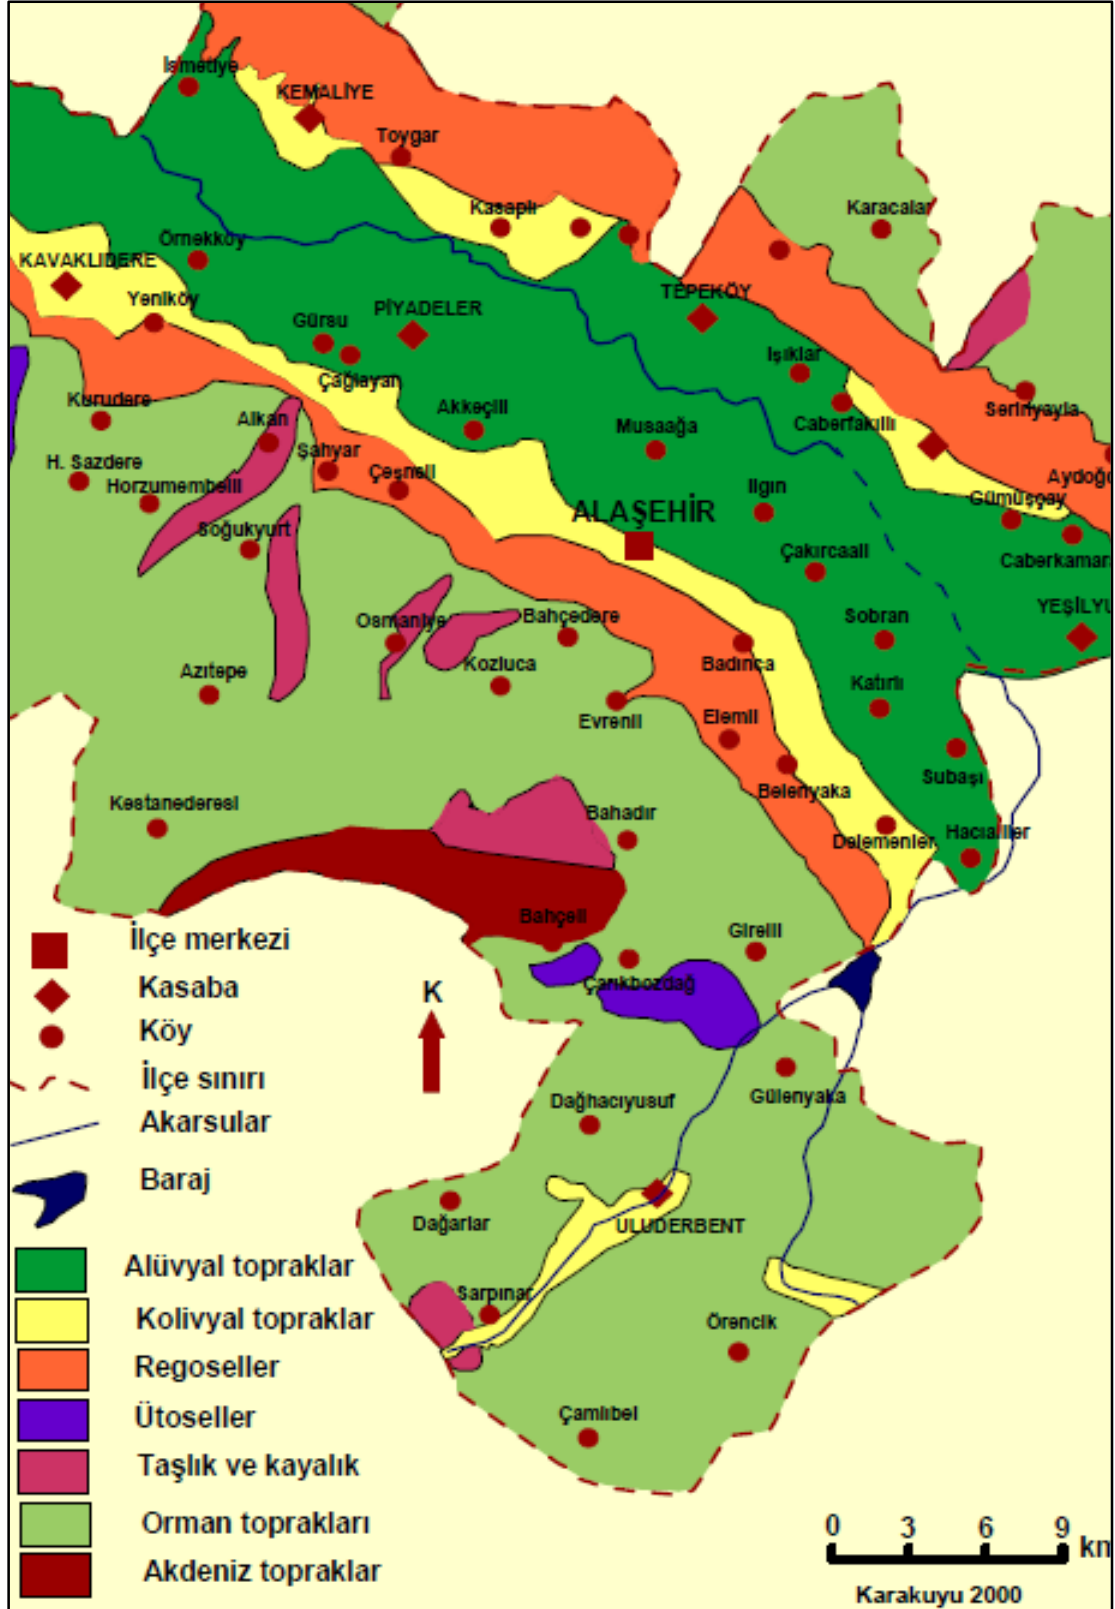 İsmetiye
KEMALİYE
Toygar
Kasaplı
Karacalar
Örnekköy
KAVAKLIDERE
Yeniköy
PİYADELER
TEPEKÖY
Gürsu
Işıklar
Çağlayan
Kurudere
Alkan
Akkeçili
Musaağa
Caberfakılı
Serinyayla
H. Sazdere
Şahyar
Çeşneli
Aydoğd
Horzumembelli
Ilgın
Gümüşçay
Soğukyurt
ALAŞEHİR
Çakırcaali
Caberkamara
YEŞİLYU
Osmaniye
Bahçedere
Sobran
Kozluca
Badınca
Azıtepe
Katırlı
Evrenli
Elemli
Subaşı
Belenyaka
Kestanederesi
Bahadır
Delemenler
Hacıaliler
Bahçeli
Girelli
Çarıkbozdağ
Gülenyaka
Dağhacıyusuf
Dağarlar
ULUDERBENT
Sarpınar
Örencik
Çamlıbel
K
İlçe merkezi
Kasaba
Köy
İlçe sınırı
Akarsular
Baraj
Alüvyal topraklar
Kolivyal topraklar
Regoseller
Ütoseller
Taşlık ve kayalık
Orman toprakları
Akdeniz topraklar
0 3 6 9 km
Karakuyu 2000